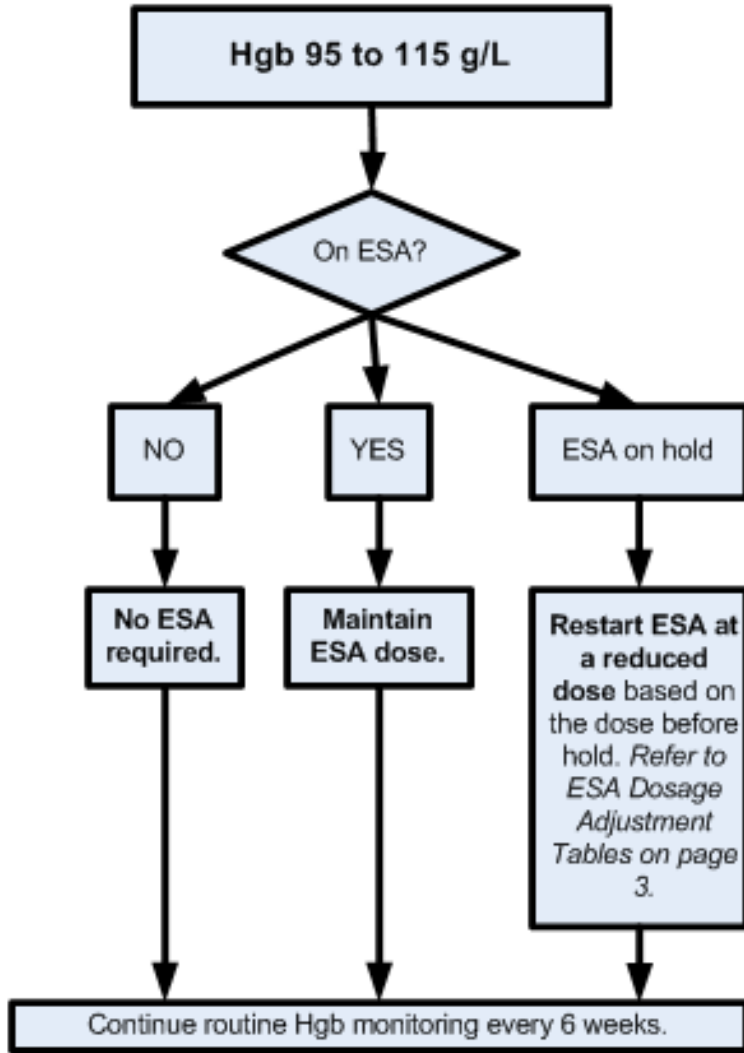 Hgb 95 to 115 g/L
On ESA?
NO
YES
ESA on hold
No ESA
required.
Maintain
ESA dose.
Restart ESA at
a reduced
dose based on
the dose before
hold. Refer to
ESA Dosage
Adjustment
Tables on page
3.
Continue routine Hgb monitoring every 6 weeks.